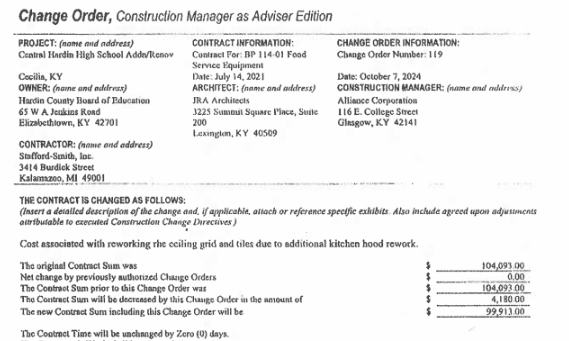 Change Order, Construction Manager as Adviser Edition
PROJECT: (name and address)
Central Hardin High School Addn/Renov
Cecilia, KY
OWNER: (name and address)
Hardin County Board of Education
65 W A Jenkins Road
Elizabethtown, KY 42701
CONTRACTOR: (name and address)
Stafford-Smith, Inc.
3414 Burdick Street
Kalamazoo, MI 49001
CONTRACT INFORMATION:
Contract For: BP 114-01 Food
Service Equipment
Date: July 14, 2021
ARCHITECT: (name and address)
JRA Architects
3225 Summit Square Place, Suite
200
Lexington, KY 40509
CHANGE ORDER INFORMATION:
Change Order Number: 119
Date: October 7, 2024
CONSTRUCTION MANAGER: (name and address)
Alliance Corporation
116 E. College Street
Glasgow, KY 42141
THE CONTRACT IS CHANGED AS FOLLOWS:
(Insert a detailed description of the change and, if applicable, attach or reference specific exhibits. Also include agreed upon adjustments
attributable to executed Construction Change Directives.)
Cost associated with reworking the ceiling grid and tiles due to additional kitchen hood rework.
The original Contract Sum was $ 104,093.00
Net change by previously authorized Change Orders $ 0.00
The Contract Sum prior to this Change Order was $ 104,093.00
The Contract Sum will be decreased by this Change Order in the amount of $ 4,180.00
The new Contract Sum including this Change Order will be $ 99,913.00
The Contract Time will be unchanged by Zero (0) days.